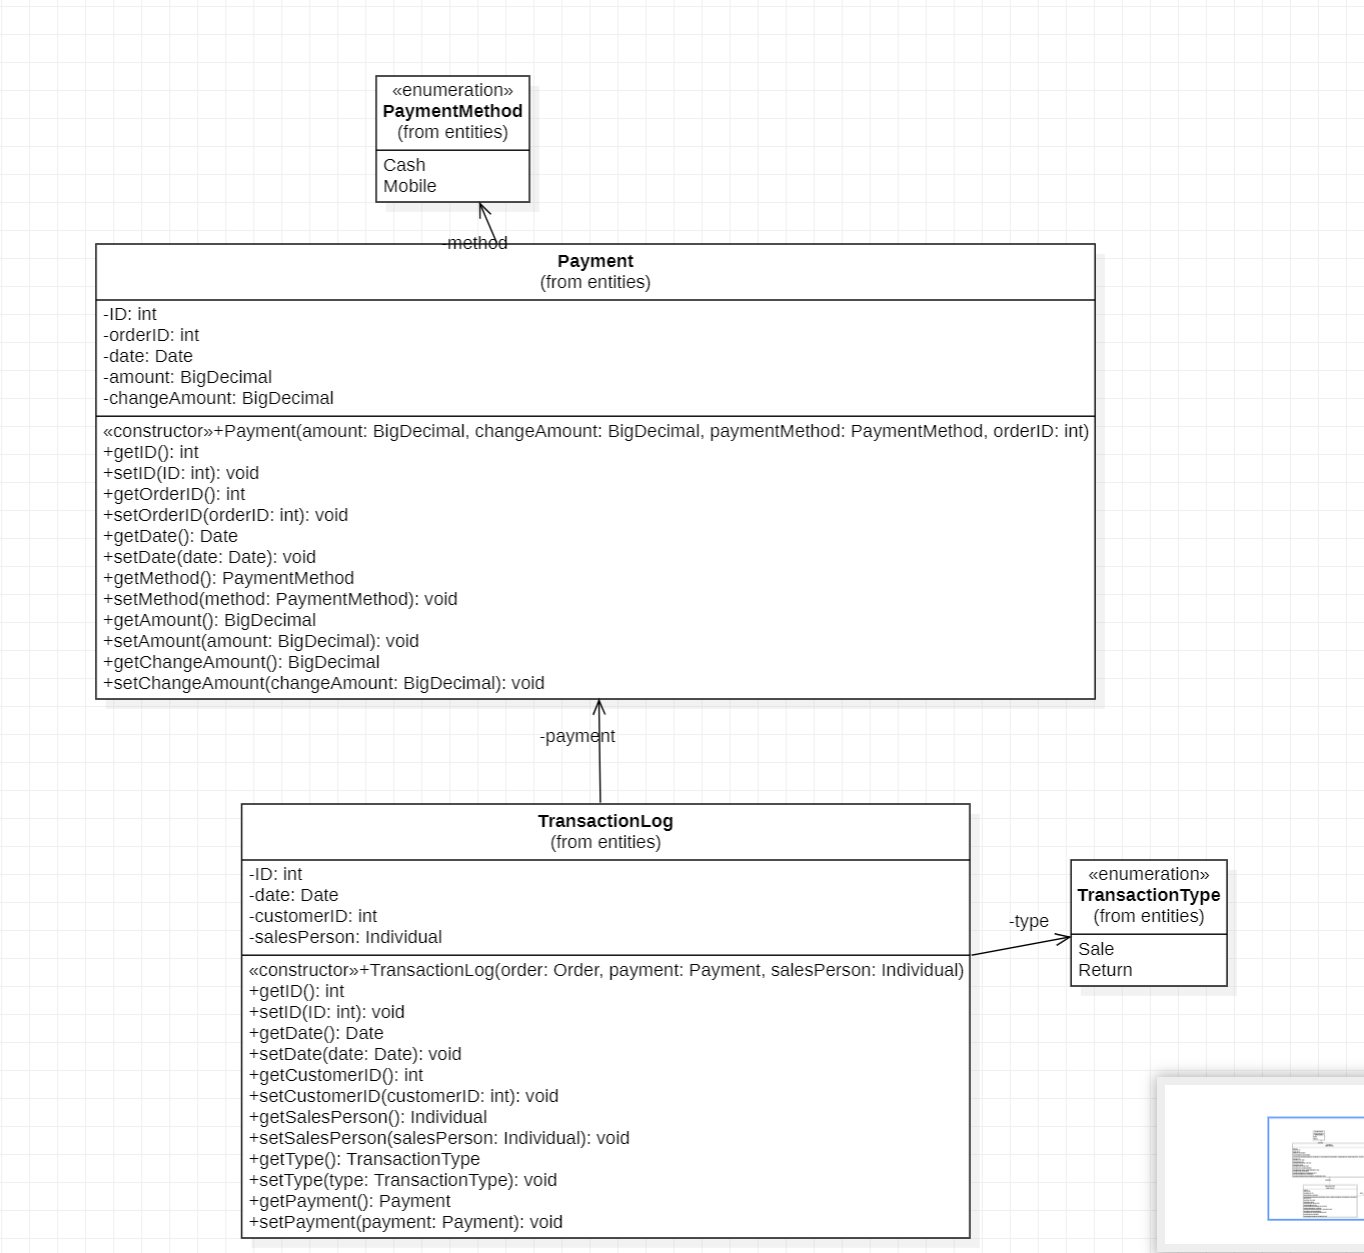 «enumeration»
PaymentMethod
(from entities)
Cash
Mobile
-method
Payment
(from entities)
-ID: int
-orderID: int
-date: Date
-amount: BigDecimal
-changeAmount: BigDecimal
«constructor»+Payment(amount: BigDecimal, changeAmount: BigDecimal, paymentMethod: PaymentMethod, orderID: int)
+getID(): int
+setID(ID: int): void
+getOrderID(): int
+setOrderID(orderID: int): void
+getDate(): Date
+setDate(date: Date): void
+getMethod(): PaymentMethod
+setMethod(method: PaymentMethod): void
+getAmount(): BigDecimal
+setAmount(amount: BigDecimal): void
+getChangeAmount(): BigDecimal
+setChangeAmount(changeAmount: BigDecimal): void
-payment
TransactionLog
(from entities)
-ID: int
-date: Date
-customerID: int
-salesPerson: Individual
«constructor»+TransactionLog(order: Order, payment: Payment, salesPerson: Individual)
+getID(): int
+setID(ID: int): void
+getDate(): Date
+setDate(date: Date): void
+getCustomerID(): int
+setCustomerID(customerID: int): void
+getSalesPerson(): Individual
+setSalesPerson(salesPerson: Individual): void
+getType(): TransactionType
+setType(type: TransactionType): void
+getPayment(): Payment
+setPayment(payment: Payment): void
-type
«enumeration»
TransactionType
(from entities)
Sale
Return